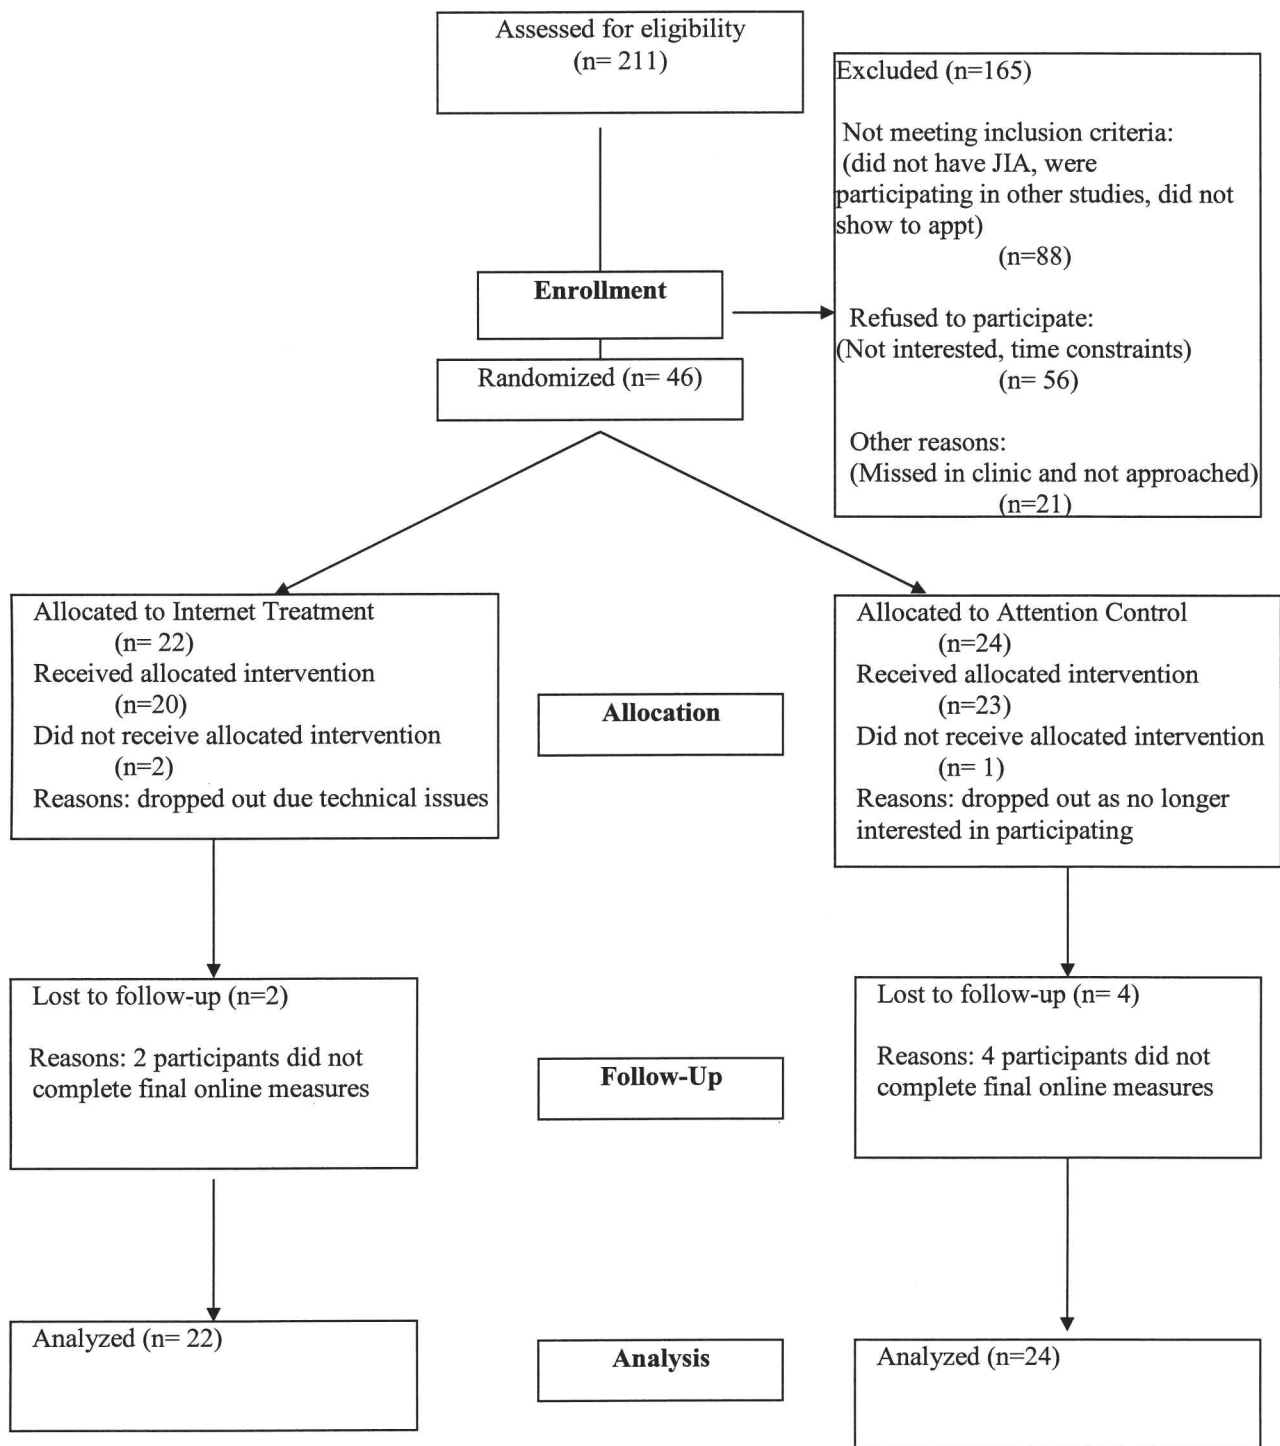 Assessed for eligibility
(n= 211)
Excluded (n=165)
Not meeting inclusion criteria:
(did not have JIA, were
participating in other studies, did not
show to appt)
(n=88)
Refused to participate:
(Not interested, time constraints)
(n= 56)
Other reasons:
(Missed in clinic and not approached)
(n=21)
Enrollment
Randomized (n= 46)
Allocated to Internet Treatment
(n= 22)
Received allocated intervention
(n=20)
Did not receive allocated intervention
(n=2)
Reasons: dropped out due technical issues
Allocation
Allocated to Attention Control
(n=24)
Received allocated intervention
(n=23)
Did not receive allocated intervention
(n= 1)
Reasons: dropped out as no longer
interested in participating
Lost to follow-up (n=2)
Reasons: 2 participants did not
complete final online measures
Follow-Up
Lost to follow-up (n= 4)
Reasons: 4 participants did not
complete final online measures
Analyzed (n= 22)
Analysis
Analyzed (n=24)